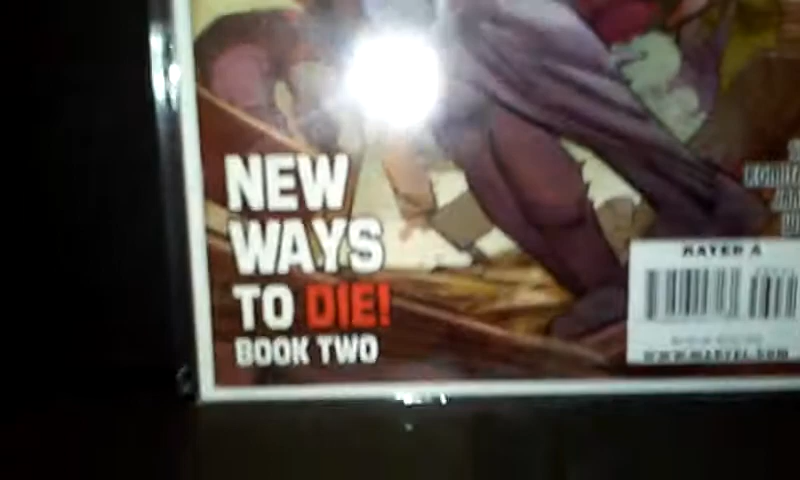 NEW
WAYS
TO DIE!
BOOK TWO
RATED A
WWW.MARVEL.COM